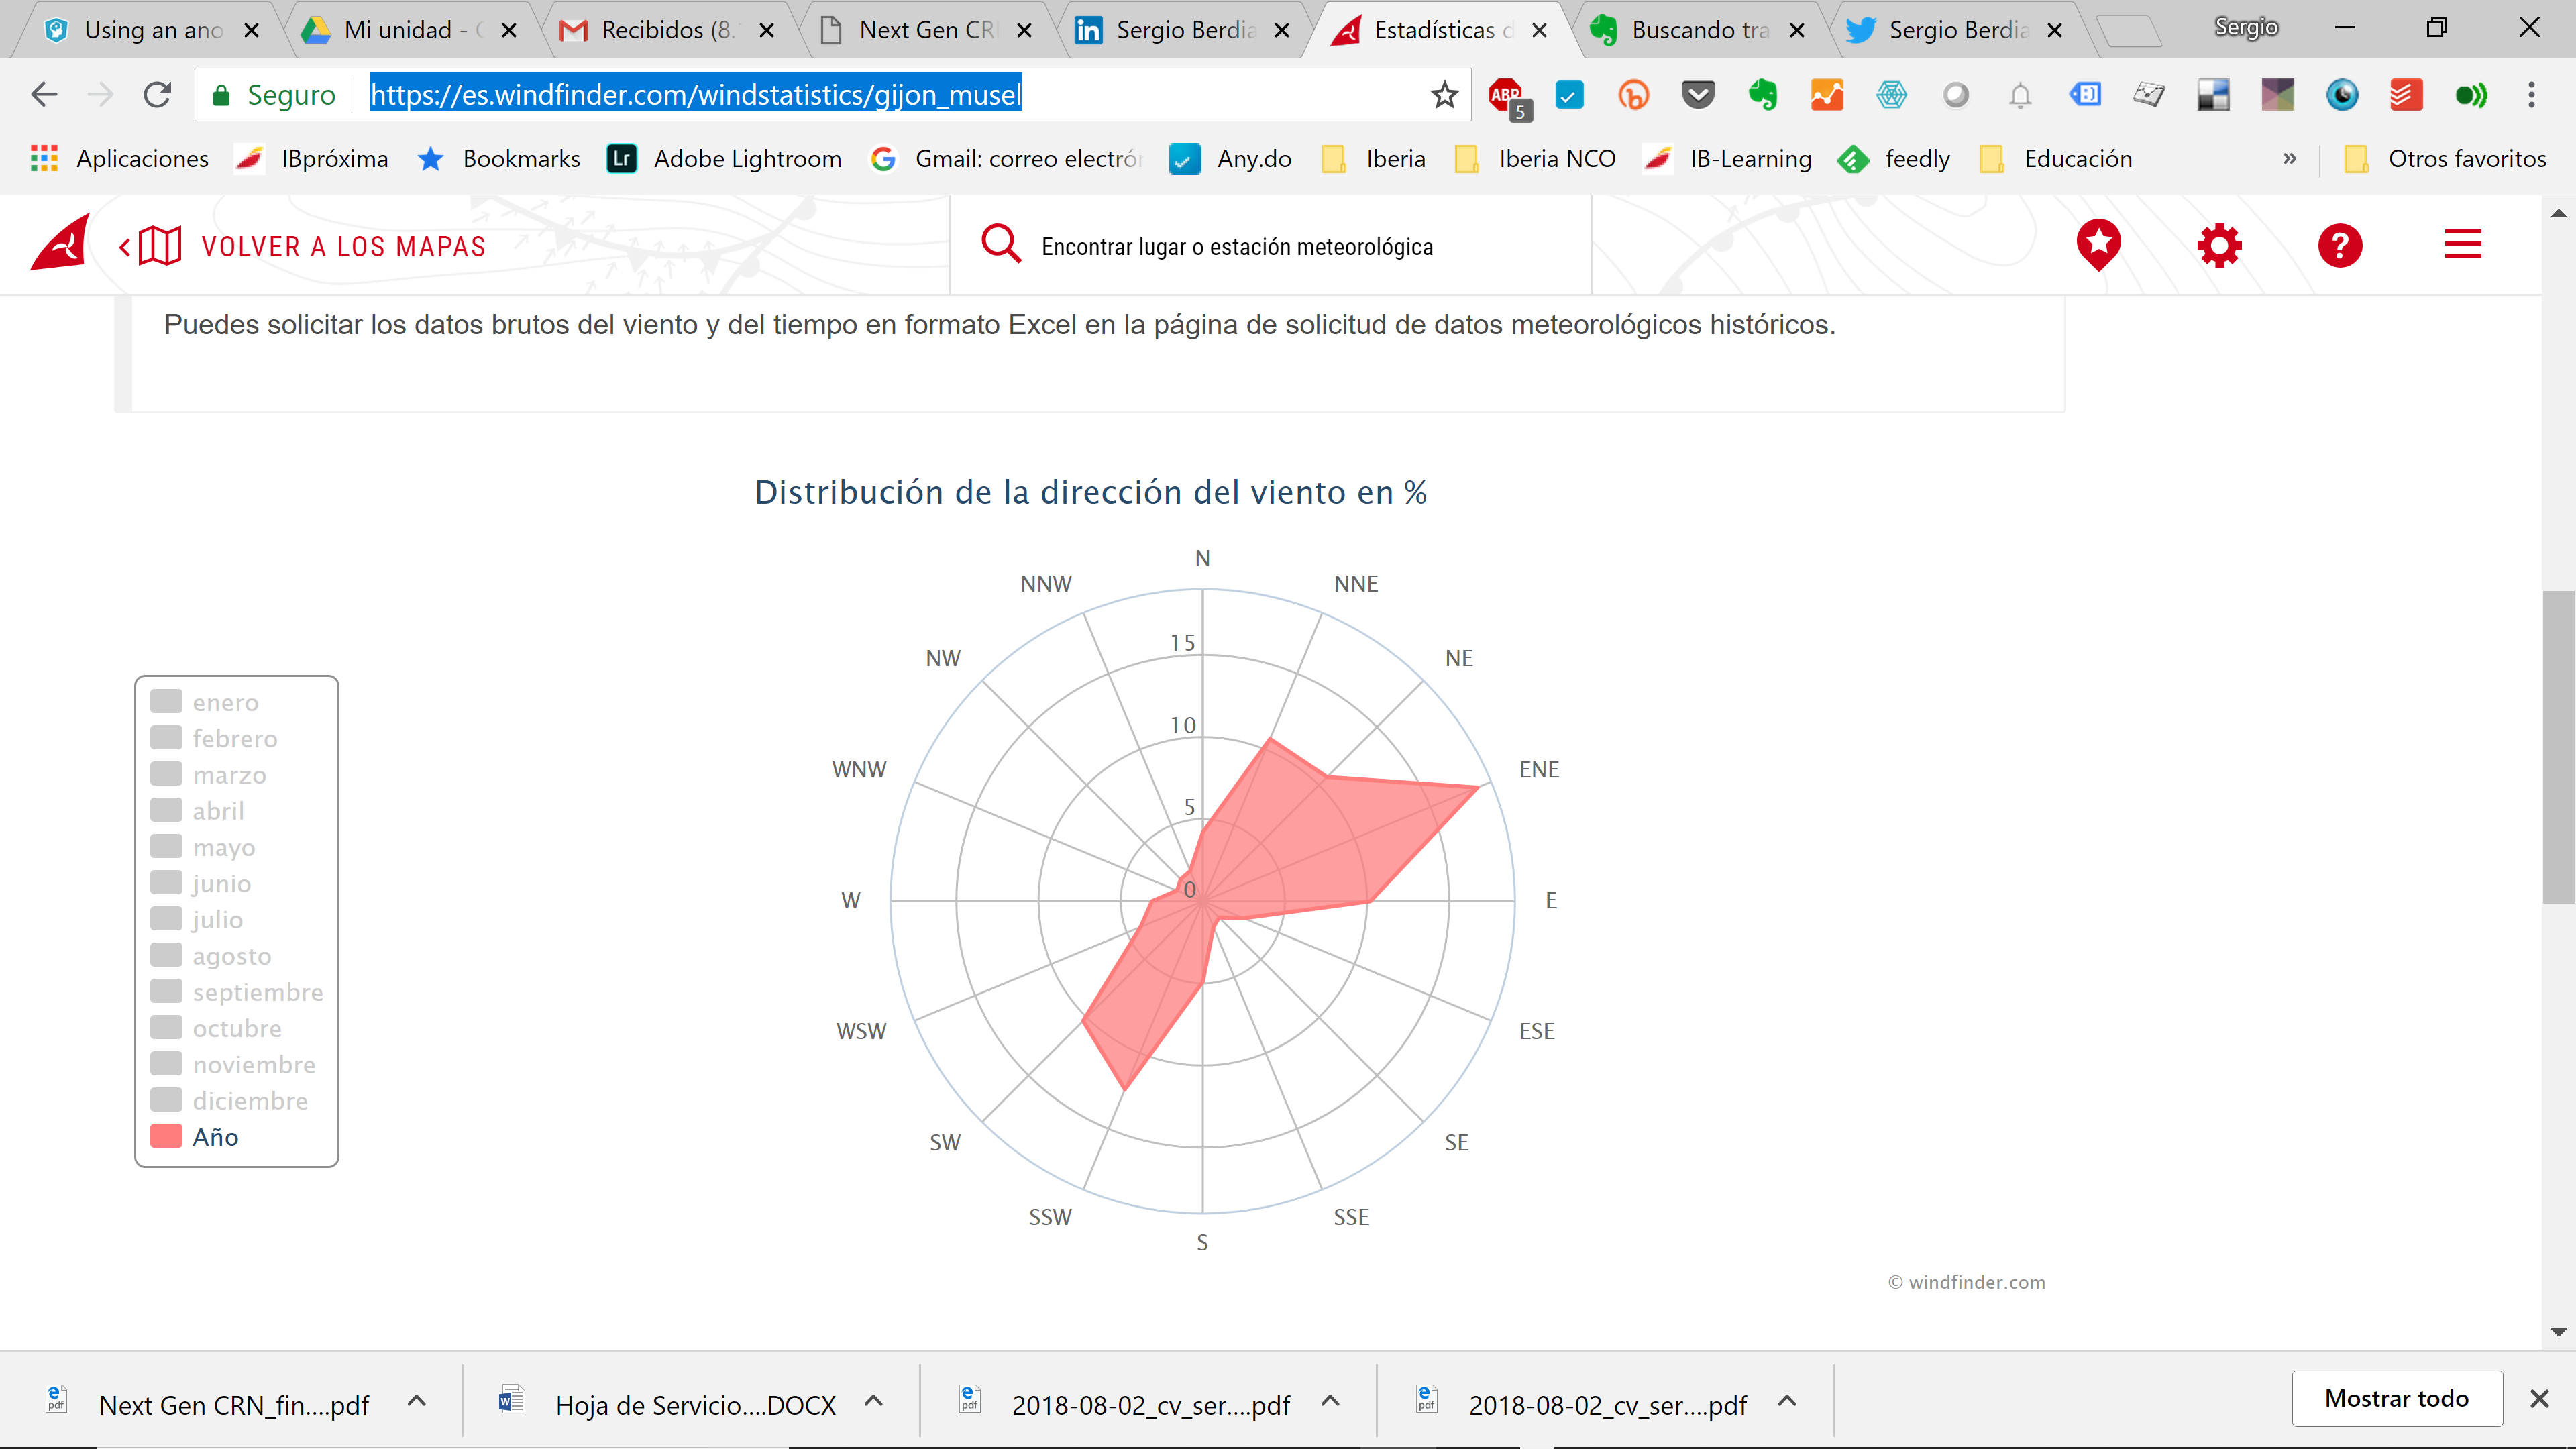 Using an ano
Mi unidad - 
Recibidos (8.
Next Gen CR
Sergio Berdia
Estadísticas d
Buscando tra
Sergio Berdia
Sergio
Seguro
https://es.windfinder.com/windstatistics/gijon_musel
ABP
5
Aplicaciones
IBpróxima
Bookmarks
Lr
Adobe Lightroom
Gmail: correo electrór
Any.do
Iberia
Iberia NCO
IB-Learning
feedly
Educación
»
Otros favoritos
VOLVER A LOS MAPAS
Encontrar lugar o estación meteorológica
Puedes solicitar los datos brutos del viento y del tiempo en formato Excel en la página de solicitud de datos meteorológicos históricos.
Distribución de la dirección del viento en %
N
NNE
NE
ENE
E
ESE
SE
SSE
S
SSW
SW
WSW
W
WNW
NW
NNW
15
10
5
0
enero
febrero
marzo
abril
mayo
junio
julio
agosto
septiembre
octubre
noviembre
diciembre
Año
© windfinder.com
Next Gen CRN_fin....pdf
Hoja de Servicio....DOCX
2018-08-02_cv_ser....pdf
2018-08-02_cv_ser....pdf
Mostrar todo